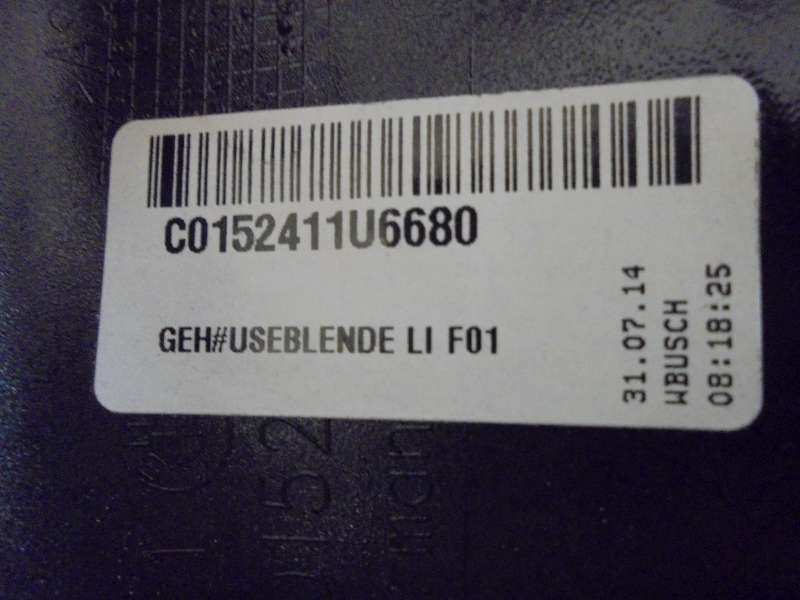 C0152411U6680
GEH#USEBLENDE LI F01
31.07.14
WBUSCH
08:18:25